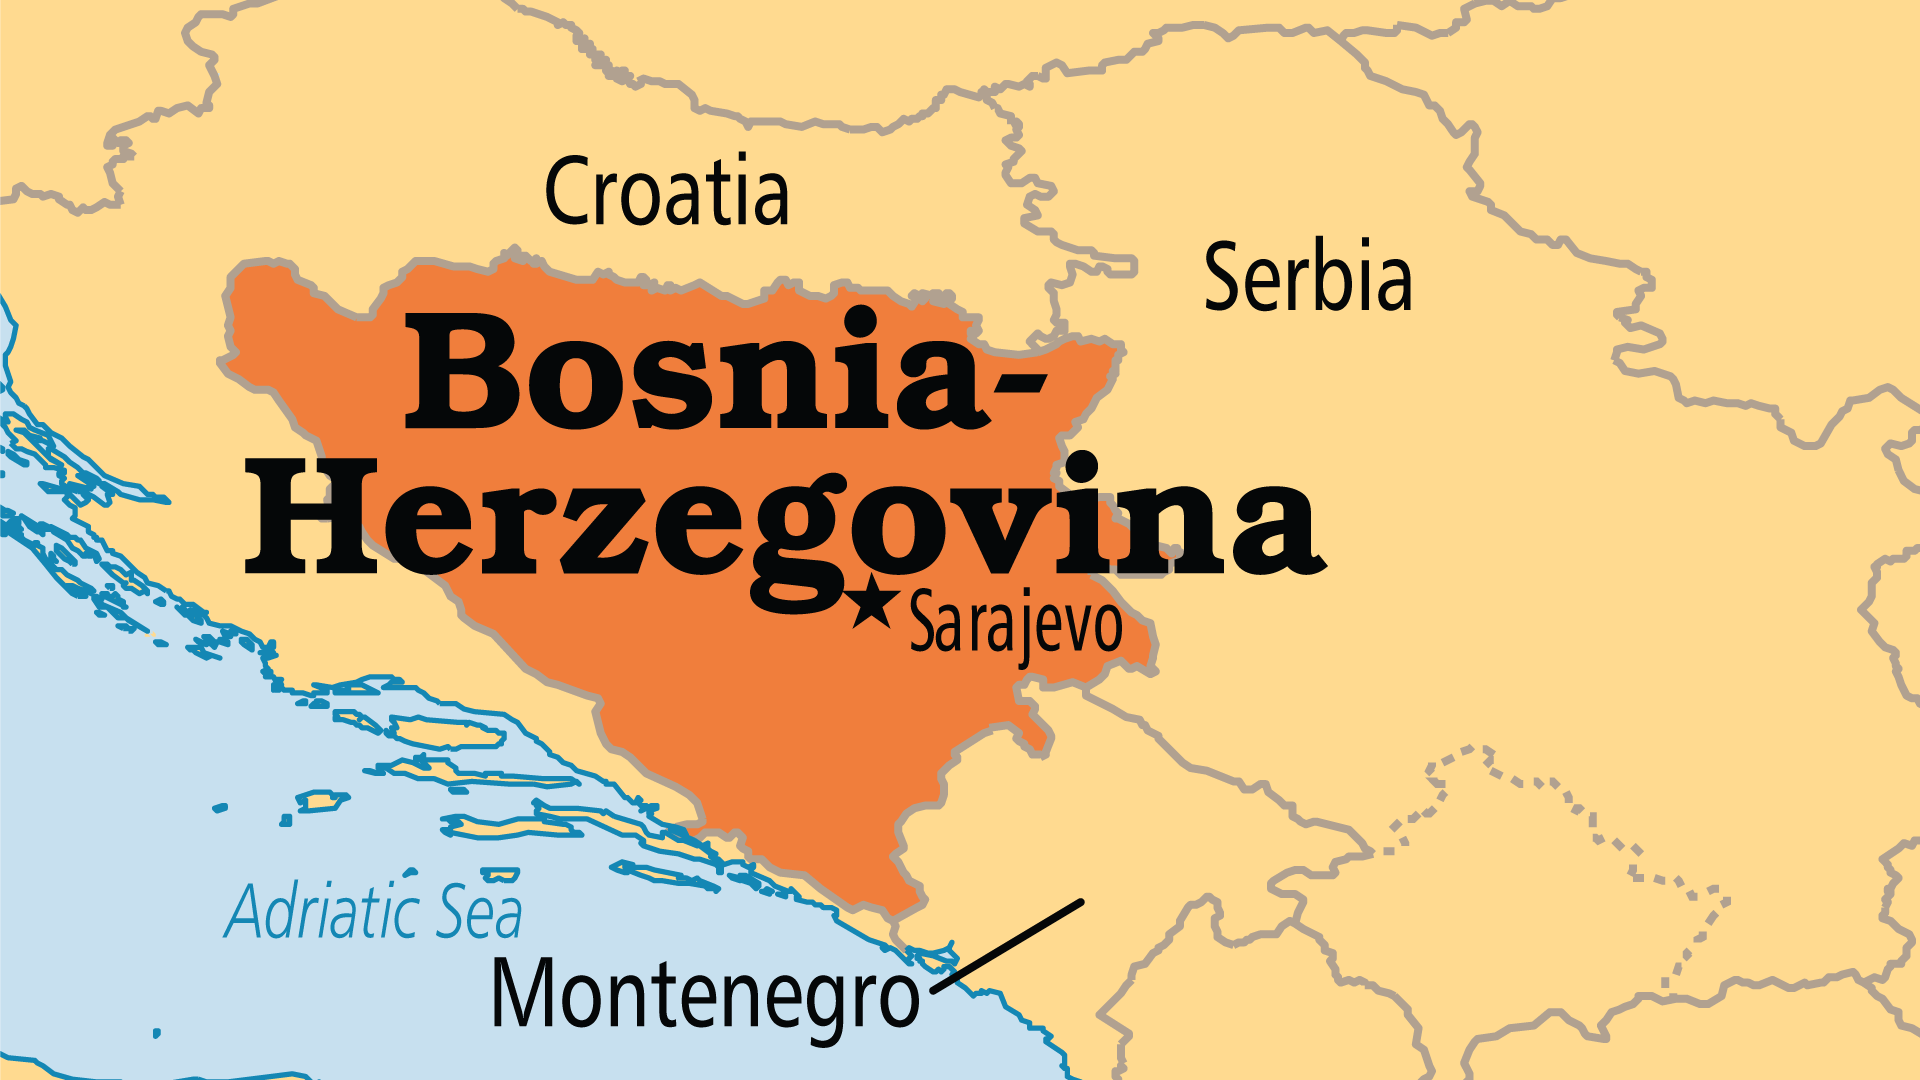 Croatia
Serbia
Bosnia-
Herzegovina
Sarajevo
Adriatic Sea
Montenegro